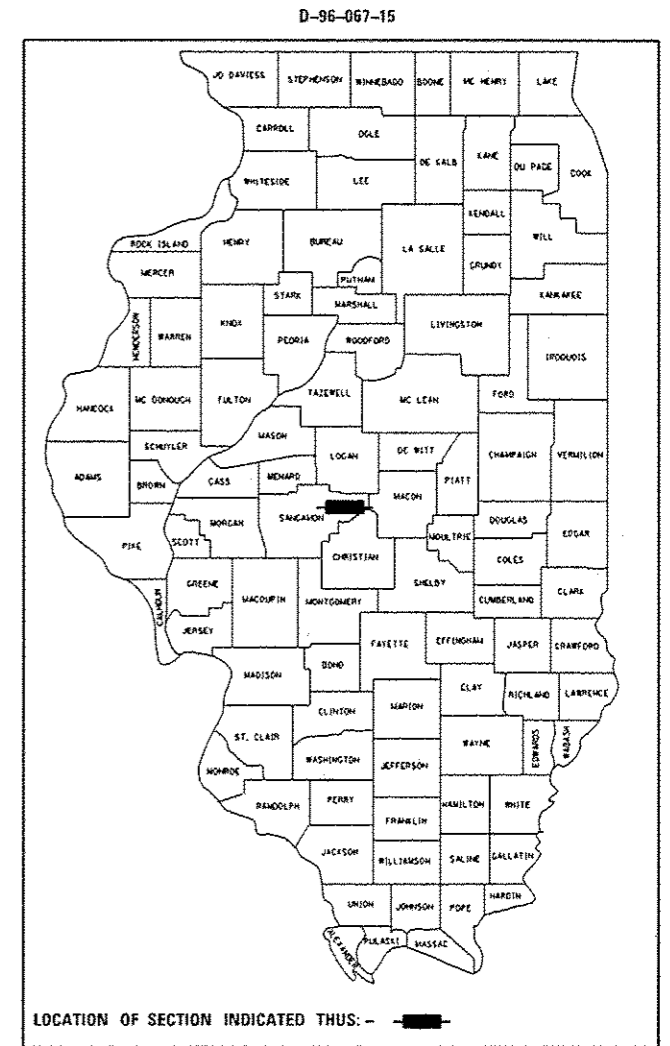 D-96-067-15
JO DAVIESS STEPHENSON WINNEBAGO BOONE MC HENRY LAKE
CARROLL OGLE DE KALB KANE DU PAGE COOK
WHITESIDE LEE
KENDALL WILL
ROCK ISLAND HENRY BUREAU LA SALLE GRUNDY
MERCER PUTNAM KANKAKEE
STARK MARSHALL
HENDERSON WARREN KNOX PEORIA WOODFORD LIVINGSTON IROQUOIS
HANCOCK MC DONOUGH FULTON TAZEWELL MC LEAN FORD
MASON
SCHUYLER LOGAN DE WITT CHAMPAIGN VERMILION
ADAMS BROWN CASS MENARD PIATT
MACON
MORGAN SANGAMON DOUGLAS
PIKE SCOTT CHRISTIAN MOULTRIE COLES EDGAR
GREENE SHELBY
CALHOUN MACOUPIN MONTGOMERY CUMBERLAND CLARK
JERSEY FAYETTE EFFINGHAM JASPER CRAWFORD
BOND
MADISON CLAY RICHLAND LAWRENCE
CLINTON MARION
ST. CLAIR WAYNE EDWARDS WABASH
WASHINGTON JEFFERSON
MONROE
RANDOLPH PERRY HAMILTON WHITE
FRANKLIN
JACKSON WILLIAMSON SALINE GALLATIN
HARDIN
UNION JOHNSON POPE
ALEXANDER PULASKI MASSAC
LOCATION OF SECTION INDICATED THUS: -